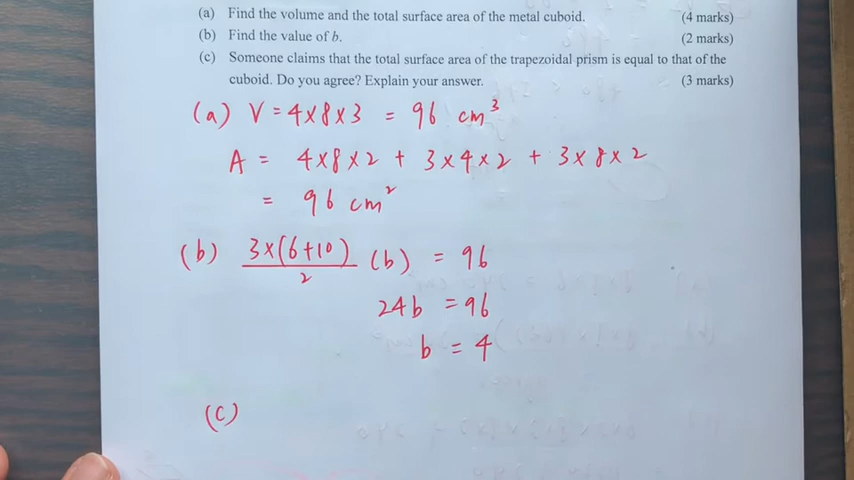 (a) Find the volume and the total surface area of the metal cuboid. (4 marks)
(b) Find the value of b. (2 marks)
(c) Someone claims that the total surface area of the trapezoidal prism is equal to that of the
cuboid. Do you agree? Explain your answer. (3 marks)
(a) V = 4×8×3 = 96 cm³
A = 4×8×2 + 3×4×2 + 3×8×2
= 96 cm²
(b) 3×(6+10)/2 (b) = 96
24b = 96
b = 4
(c)